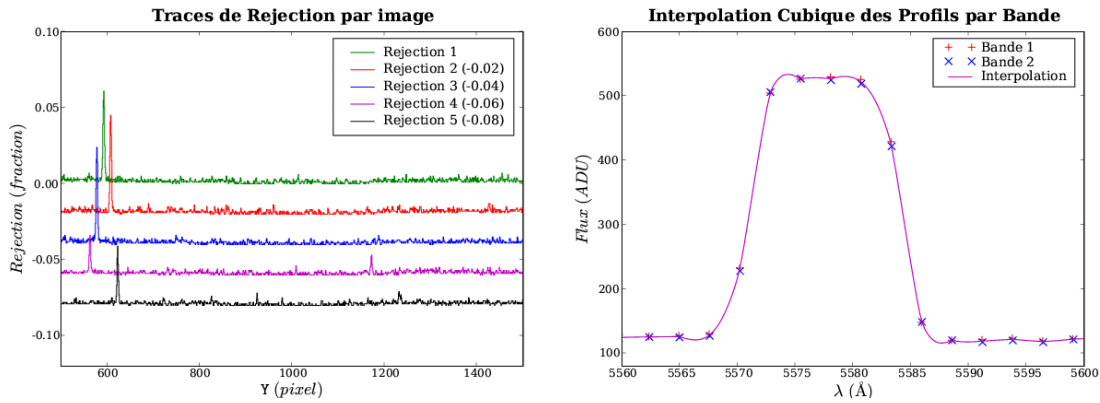 Traces de Rejection par image
0.10
0.05
0.00
-0.05
-0.10
Rejection (fraction)
Rejection 1
Rejection 2 (-0.02)
Rejection 3 (-0.04)
Rejection 4 (-0.06)
Rejection 5 (-0.08)
600 800 1000 1200 1400
Y (pixel)
Interpolation Cubique des Profils par Bande
600
500
400
300
200
100
Flux (ADU)
Bande 1
Bande 2
Interpolation
5560 5565 5570 5575 5580 5585 5590 5595 5600
λ (Å)